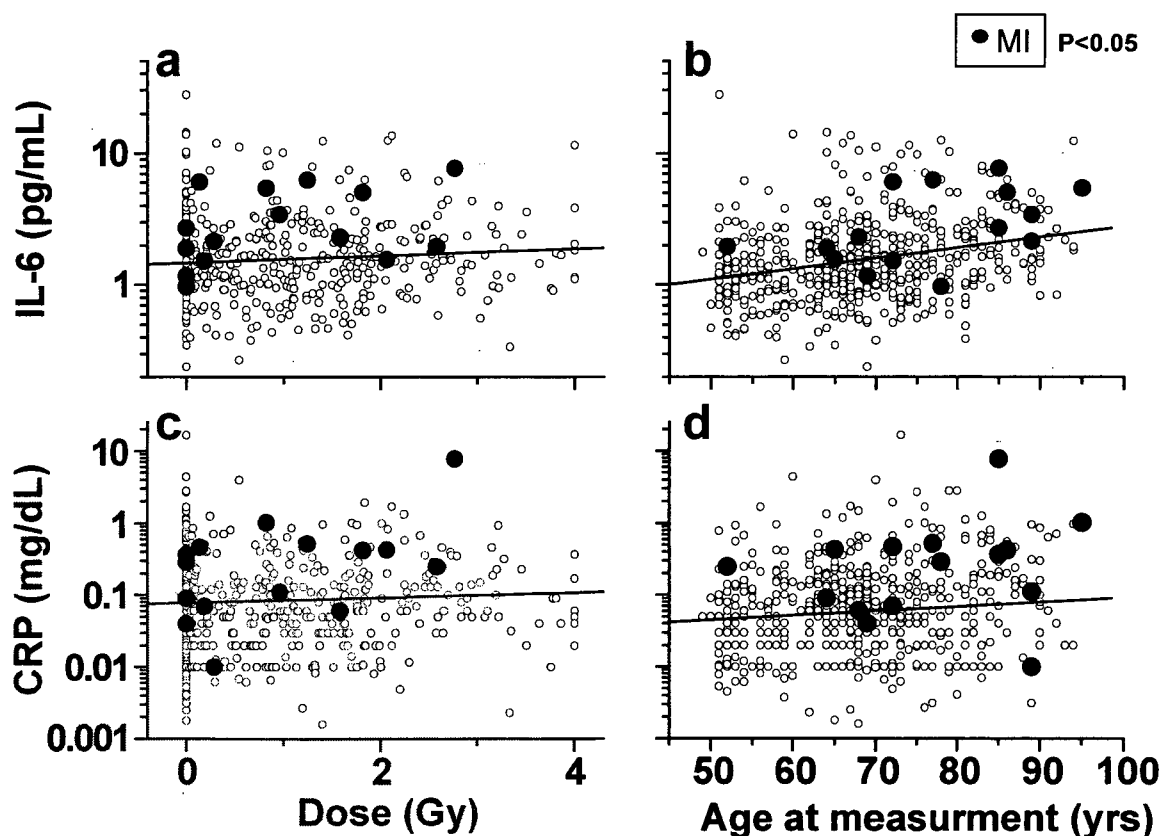 MI P<0.05
a b
IL-6 (pg/mL)
10
1
c d
CRP (mg/dL)
10
1
0.1
0.01
0.001
0 2 4 50 60 70 80 90 100
Dose (Gy) Age at measurment (yrs)